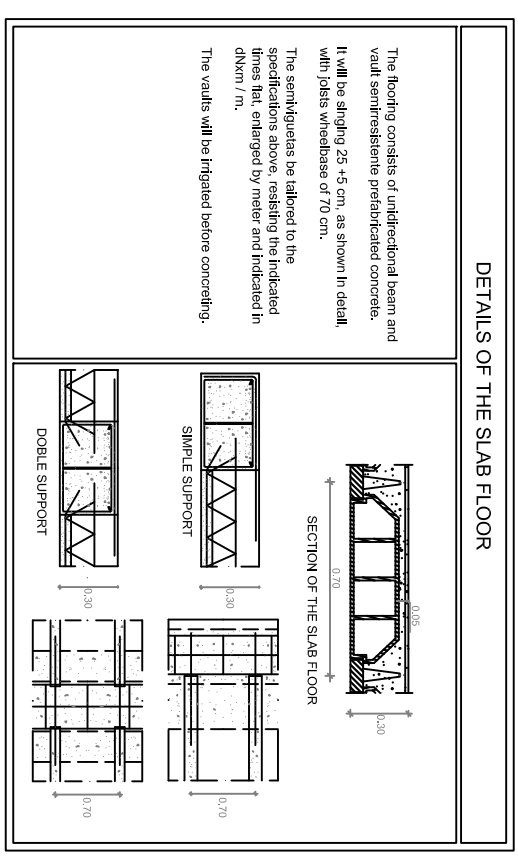 DETAILS OF THE SLAB FLOOR
The flooring consists of unidirectional beam and
vault semirresistente prefabricated concrete.
It will be singing 25 +5 cm, as shown in detail,
with joists wheelbase of 70 cm.
The semiviguetas be tailored to the
specifications above, resisting the indicated
times flat, enlarged by meter and indicated in
dNxm / m.
The vaults will be irrigated before concreting.
0.05
0.30
0.70
SECTION OF THE SLAB FLOOR
SIMPLE SUPPORT
0.30
0.70
DOBLE SUPPORT
0.30
0.70